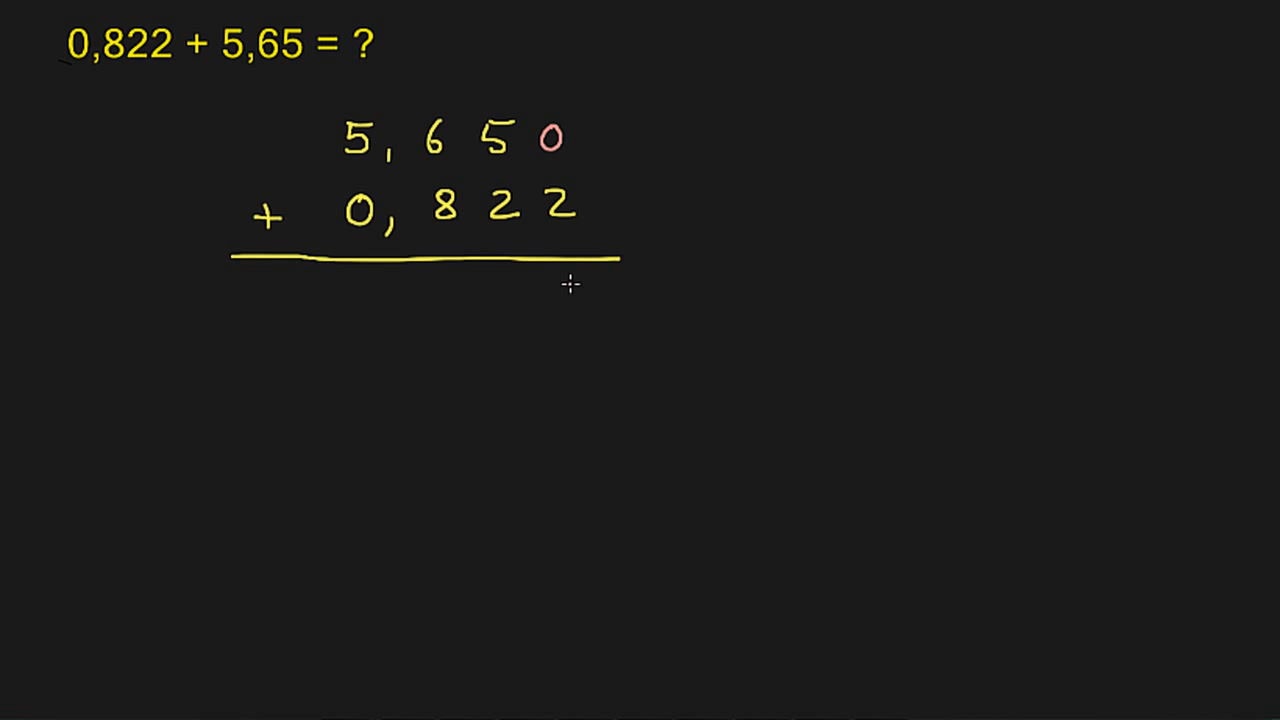 0,822 + 5,65 = ?
5,650
+ 0,822